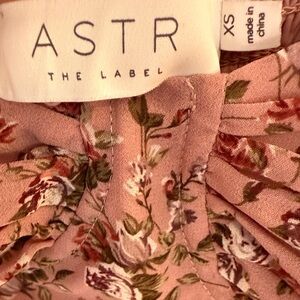 ASTR
THE LABEL
XS
made in
china